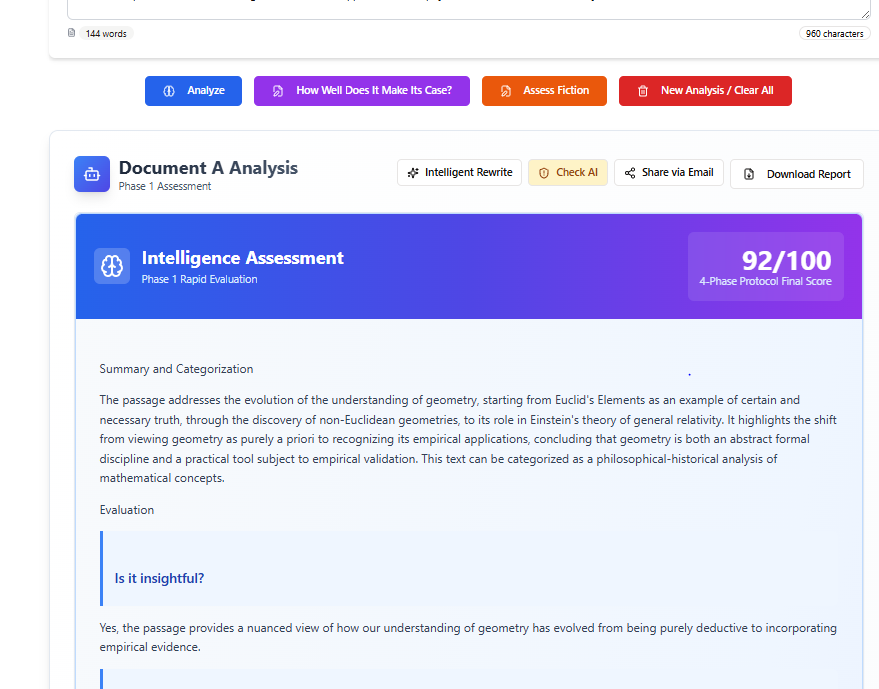 144 words
960 characters
Analyze
How Well Does It Make Its Case?
Assess Fiction
New Analysis / Clear All
Document A Analysis
Phase 1 Assessment
Intelligent Rewrite
Check AI
Share via Email
Download Report
Intelligence Assessment
Phase 1 Rapid Evaluation
92/100
4-Phase Protocol Final Score
Summary and Categorization
The passage addresses the evolution of the understanding of geometry, starting from Euclid's Elements as an example of certain and
necessary truth, through the discovery of non-Euclidean geometries, to its role in Einstein's theory of general relativity. It highlights the shift
from viewing geometry as purely a priori to recognizing its empirical applications, concluding that geometry is both an abstract formal
discipline and a practical tool subject to empirical validation. This text can be categorized as a philosophical-historical analysis of
mathematical concepts.
Evaluation
Is it insightful?
Yes, the passage provides a nuanced view of how our understanding of geometry has evolved from being purely deductive to incorporating
empirical evidence.